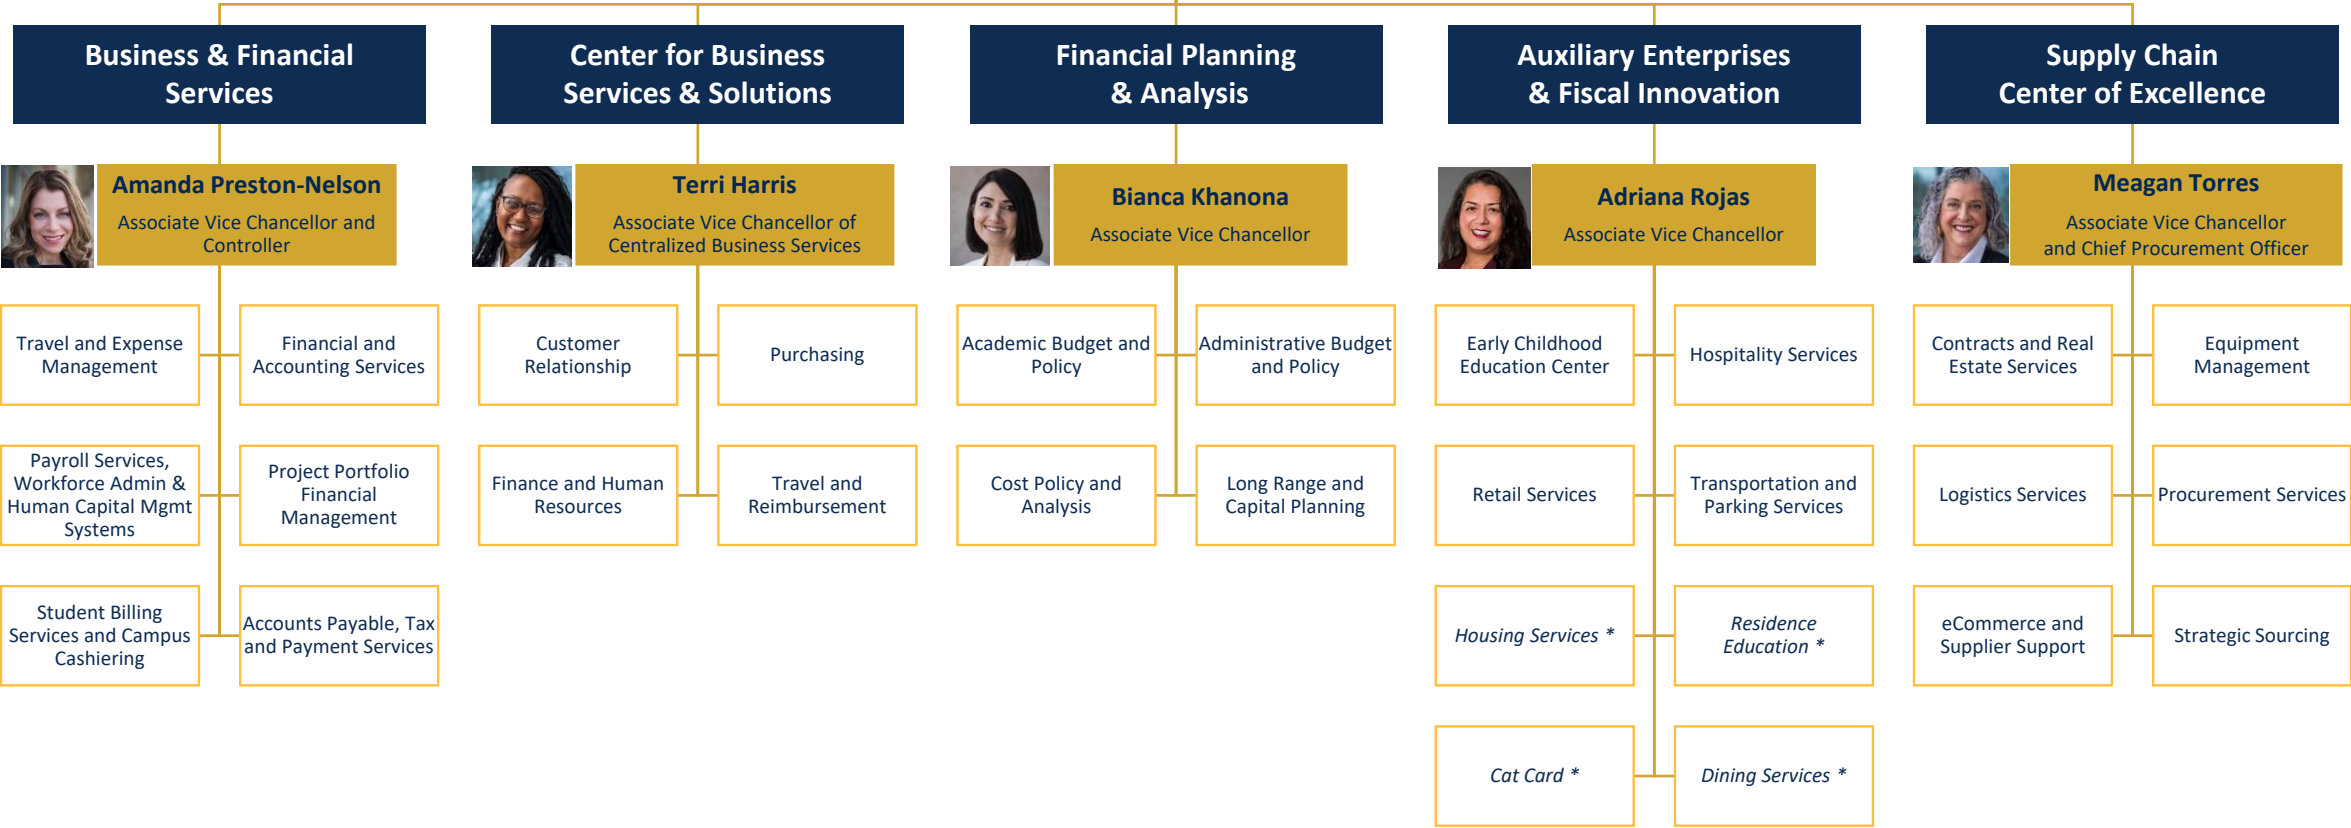 Business & Financial
Services
Center for Business
Services & Solutions
Financial Planning
& Analysis
Auxiliary Enterprises
& Fiscal Innovation
Supply Chain
Center of Excellence
Amanda Preston-Nelson
Associate Vice Chancellor and
Controller
Terri Harris
Associate Vice Chancellor of
Centralized Business Services
Bianca Khanona
Associate Vice Chancellor
Adriana Rojas
Associate Vice Chancellor
Meagan Torres
Associate Vice Chancellor
and Chief Procurement Officer
Travel and Expense
Management
Financial and
Accounting Services
Customer
Relationship
Purchasing
Academic Budget and
Policy
Administrative Budget
and Policy
Early Childhood
Education Center
Hospitality Services
Contracts and Real
Estate Services
Equipment
Management
Payroll Services,
Workforce Admin &
Human Capital Mgmt
Systems
Project Portfolio
Financial
Management
Finance and Human
Resources
Travel and
Reimbursement
Cost Policy and
Analysis
Long Range and
Capital Planning
Retail Services
Transportation and
Parking Services
Logistics Services
Procurement Services
Student Billing
Services and Campus
Cashiering
Accounts Payable, Tax
and Payment Services
Housing Services *
Residence
Education *
eCommerce and
Supplier Support
Strategic Sourcing
Cat Card *
Dining Services *